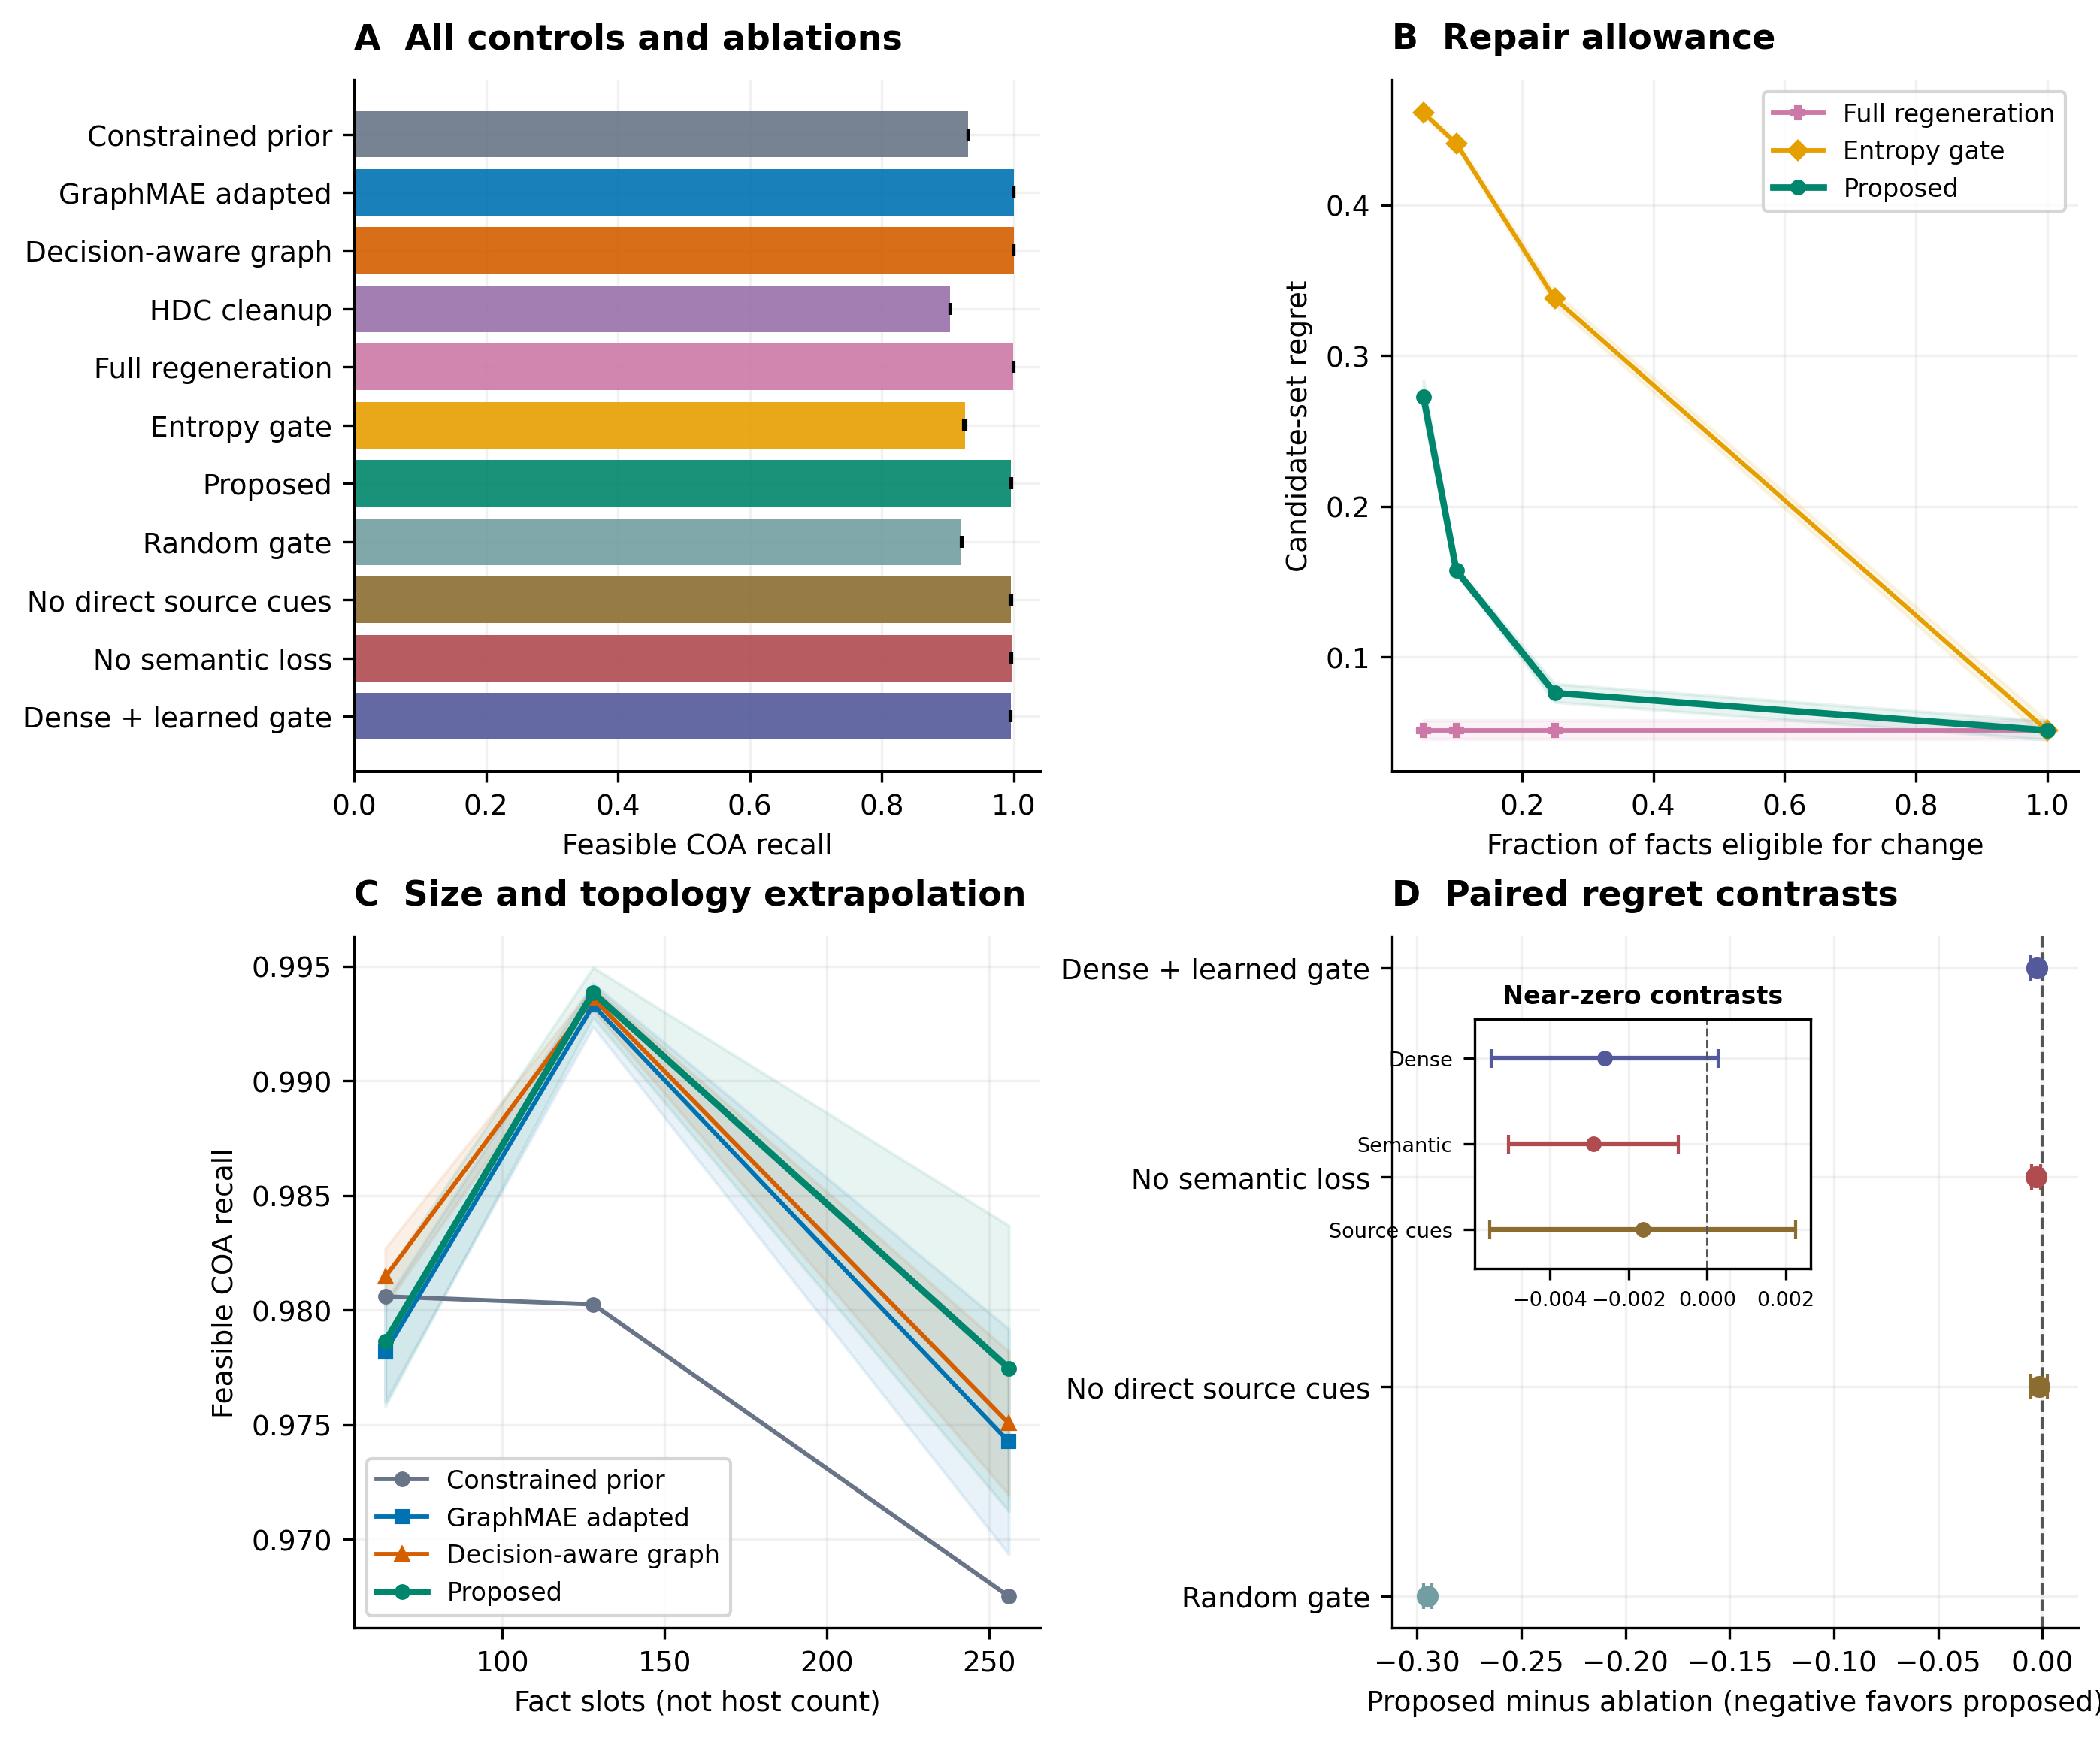 A All controls and ablations
Constrained prior
GraphMAE adapted
Decision-aware graph
HDC cleanup
Full regeneration
Entropy gate
Proposed
Random gate
No direct source cues
No semantic loss
Dense + learned gate
0.0 0.2 0.4 0.6 0.8 1.0
Feasible COA recall
B Repair allowance
Candidate-set regret
0.4
0.3
0.2
0.1
Full regeneration
Entropy gate
Proposed
0.2 0.4 0.6 0.8 1.0
Fraction of facts eligible for change
C Size and topology extrapolation
Feasible COA recall
0.995
0.990
0.985
0.980
0.975
0.970
Constrained prior
GraphMAE adapted
Decision-aware graph
Proposed
100 150 200 250
Fact slots (not host count)
D Paired regret contrasts
Dense + learned gate
No semantic loss
No direct source cues
Random gate
Near-zero contrasts
Dense
Semantic
Source cues
−0.004 −0.002 0.000 0.002
−0.30 −0.25 −0.20 −0.15 −0.10 −0.05 0.00
Proposed minus ablation (negative favors proposed)